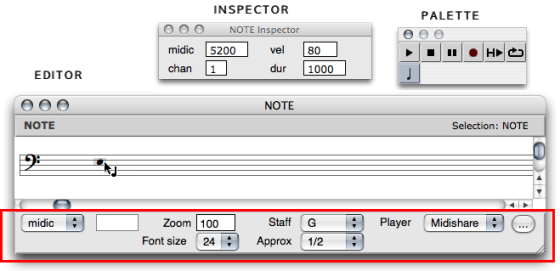 INSPECTOR
PALETTE
NOTE Inspector
midic 5200 vel 80
chan 1 dur 1000
H
EDITOR
NOTE
NOTE Selection: NOTE
midic Zoom 100 Staff G Player Midishare ...
Font size 24 Approx 1/2